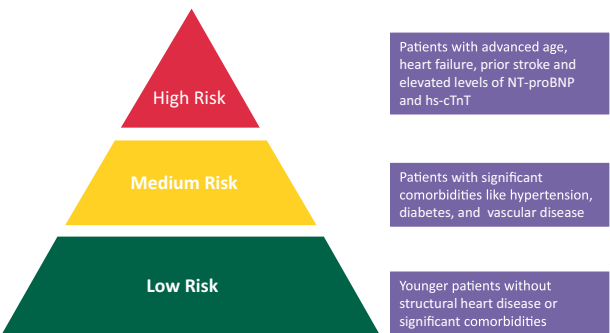 High Risk
Patients with advanced age,
heart failure, prior stroke and
elevated levels of NT-proBNP
and hs-cTnT
Medium Risk
Patients with significant
comorbidities like hypertension,
diabetes, and  vascular disease
Low Risk
Younger patients without
structural heart disease or
significant comorbidities